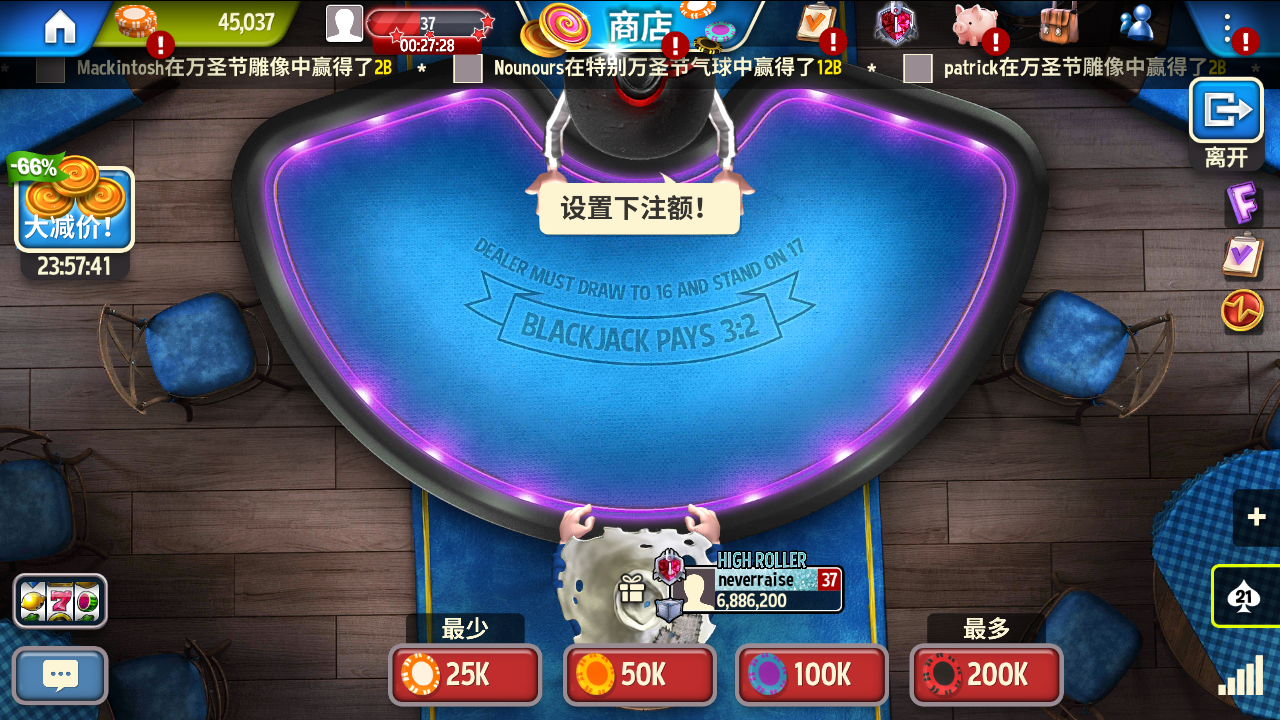 45,037
37
00:27:28
商店
Mackintosh在万圣节雕像中赢得了2B
*
Nounours在特别万圣节气球中赢得了12B
*
patrick在万圣节雕像中赢得了2B
离开
-66%
大减价!
23:57:41
设置下注额!
DEALER MUST DRAW TO 16 AND STAND ON 17
BLACKJACK PAYS 3:2
HIGH ROLLER
neverraise
37
6,886,200
21
最少
25K
50K
100K
最多
200K